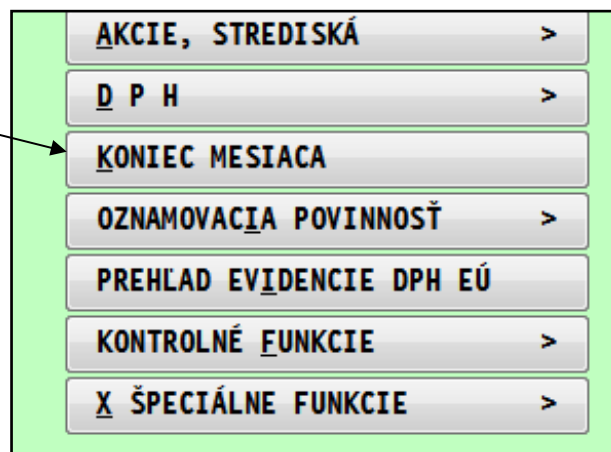 AKCIE, STREDISKÁ >
D P H >
KONIEC MESIACA
OZNAMOVACIA POVINNOSŤ >
PREHĽAD EVIDENCIE DPH EÚ
KONTROLNÉ FUNKCIE >
X ŠPECIÁLNE FUNKCIE >